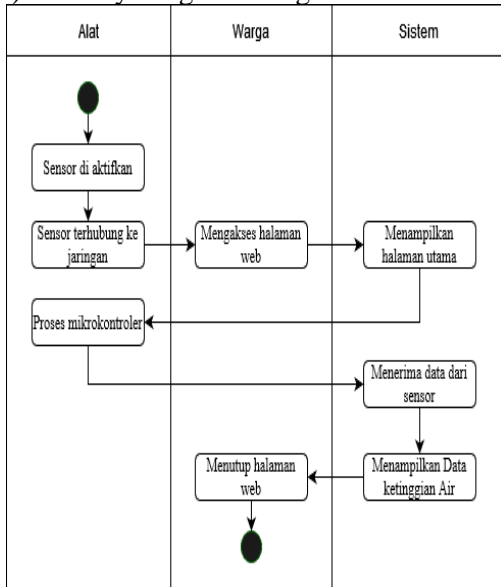 Alat
Warga
Sistem
Sensor di aktifkan
Sensor terhubung ke
jaringan
Mengakses halaman
web
Menampilkan
halaman utama
Proses mikrokontroler
Menerima data dari
sensor
Menampilkan Data
ketinggian Air
Menutup halaman
web